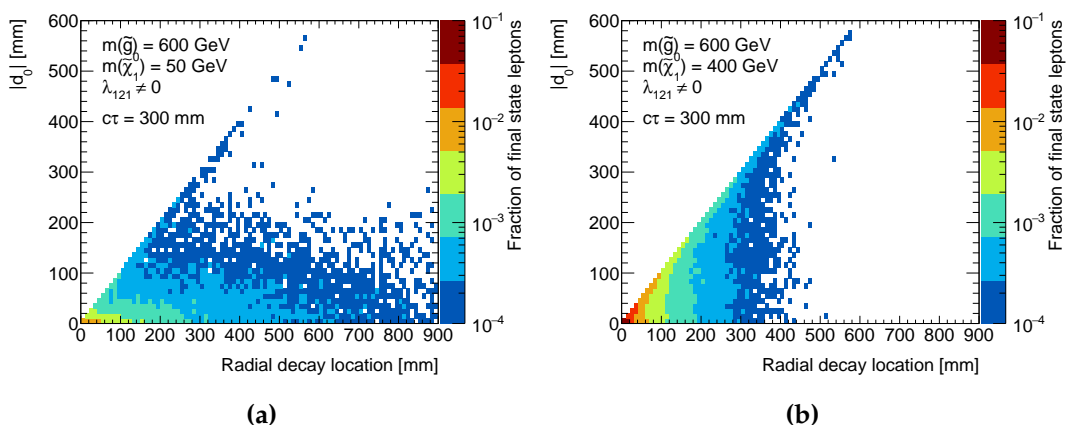 |d₀| [mm]
600
500
400
300
200
100
0
m(g̃) = 600 GeV
m(χ̃⁰₁) = 50 GeV
λ₁₂₁ ≠ 0
cτ = 300 mm
0 100 200 300 400 500 600 700 800 900
Radial decay location [mm]
10⁻¹
10⁻²
10⁻³
10⁻⁴
Fraction of final state leptons
(a)
|d₀| [mm]
600
500
400
300
200
100
0
m(g̃) = 600 GeV
m(χ̃⁰₁) = 400 GeV
λ₁₂₁ ≠ 0
cτ = 300 mm
0 100 200 300 400 500 600 700 800 900
Radial decay location [mm]
10⁻¹
10⁻²
10⁻³
10⁻⁴
Fraction of final state leptons
(b)